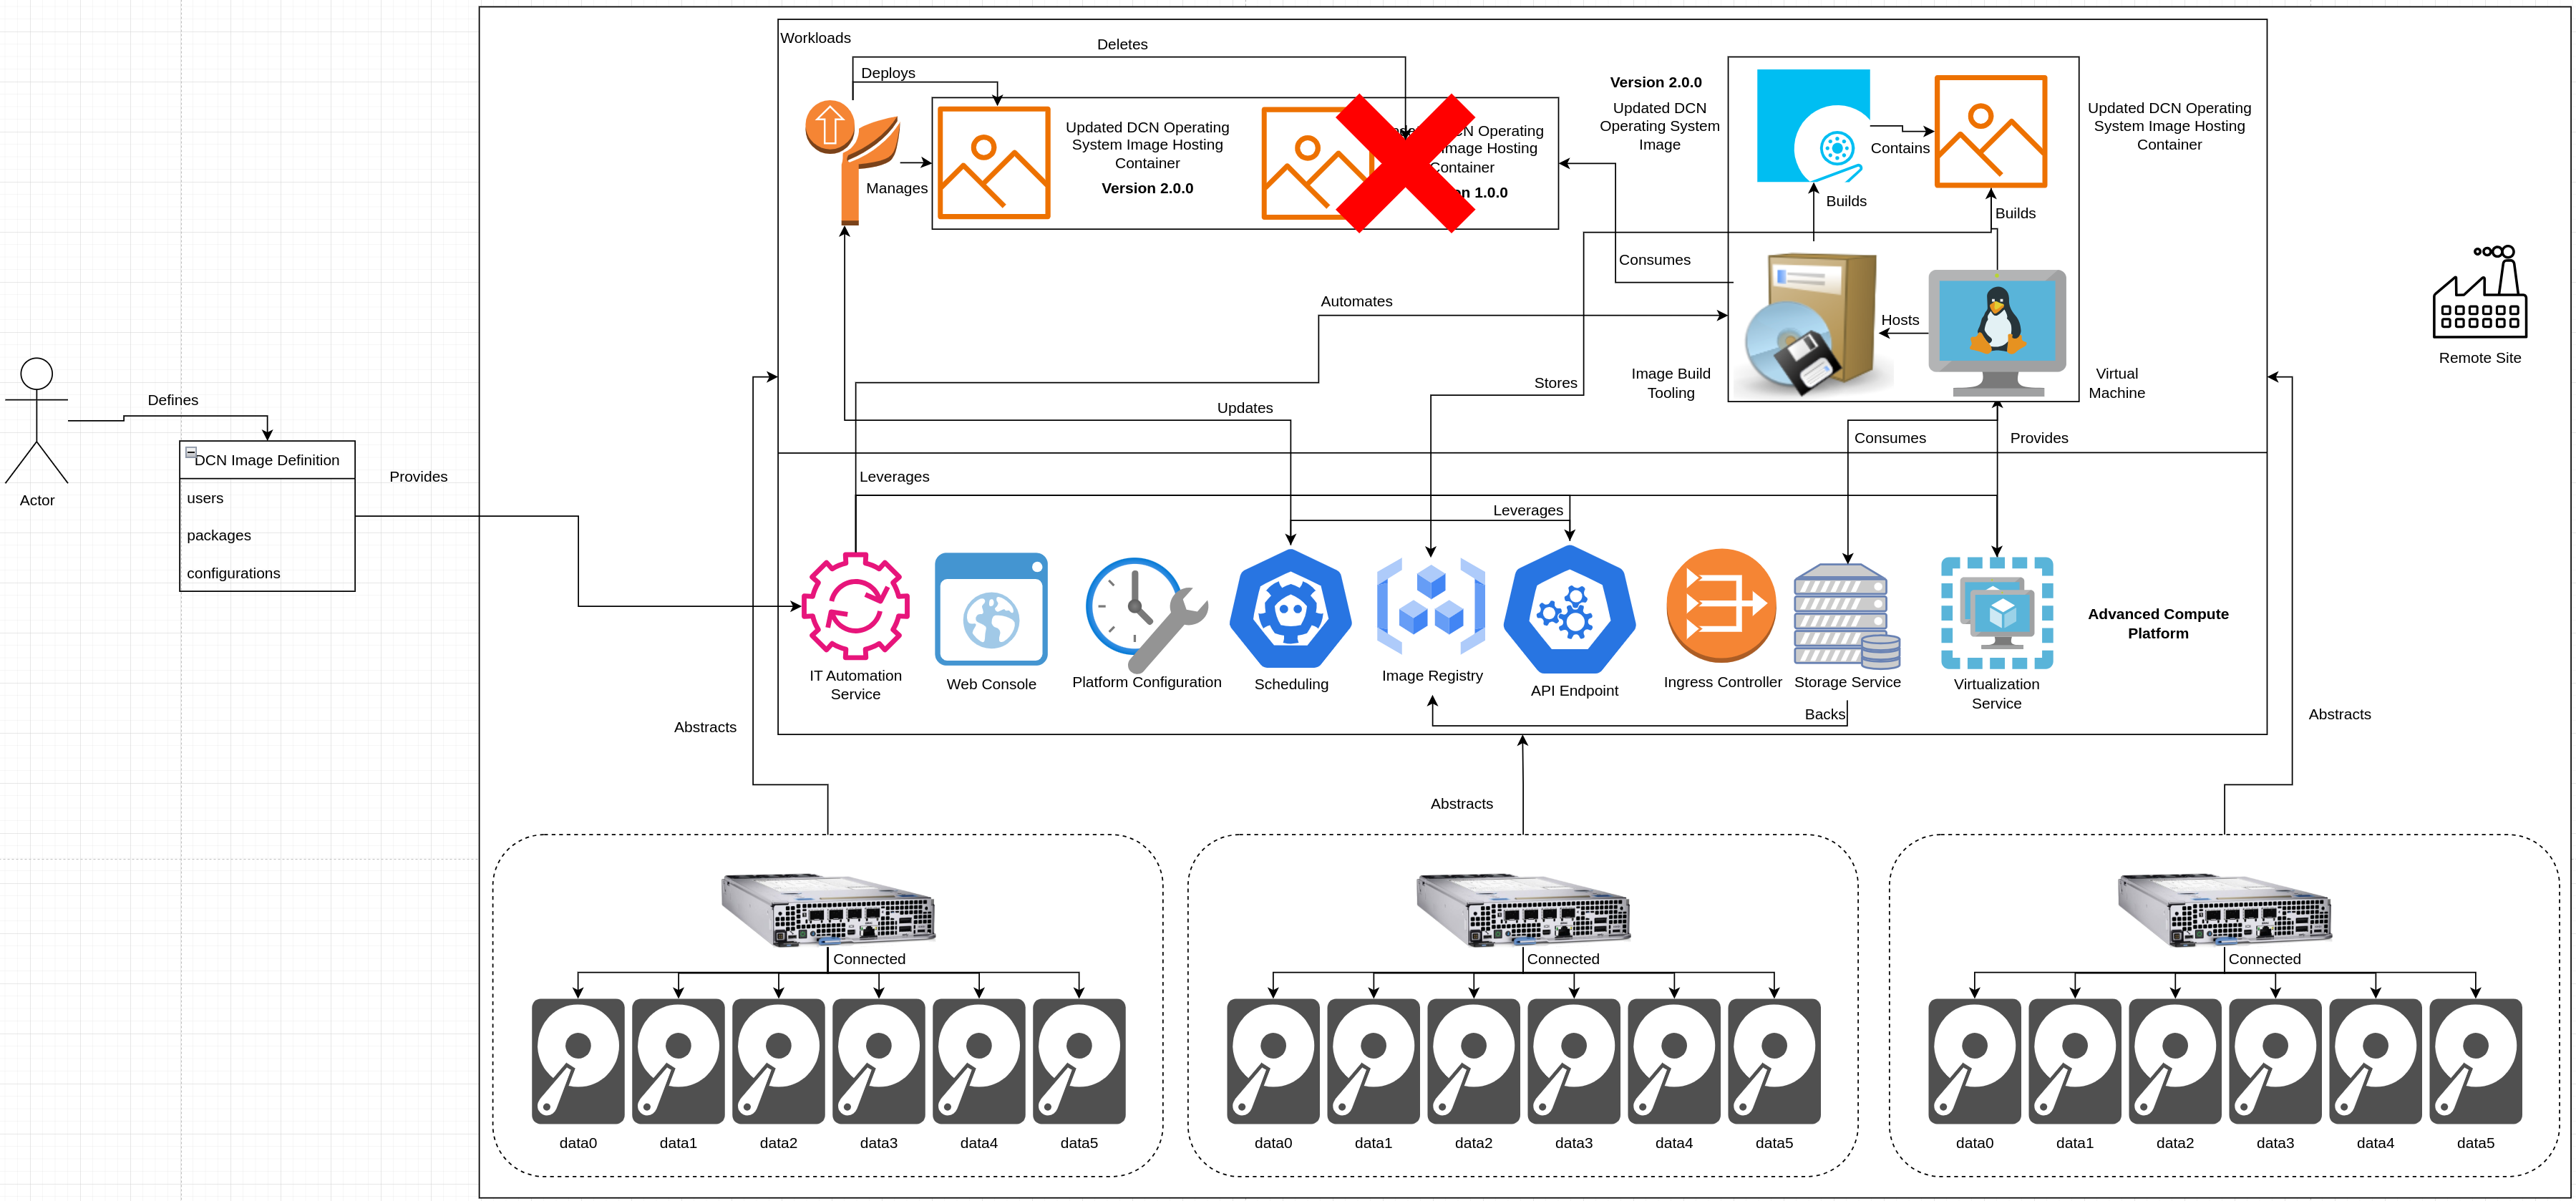 Workloads
Deletes
Deploys
Manages
Updated DCN Operating
System Image Hosting
Container
Version 2.0.0
CN Operating
Image Hosting
Container
1.0.0
Version 2.0.0
Updated DCN
Operating System
Image
Contains
Builds
Builds
Updated DCN Operating
System Image Hosting
Container
Consumes
Automates
Hosts
Stores
Image Build
Tooling
Virtual
Machine
Updates
Consumes
Provides
Remote Site
Actor
Defines
DCN Image Definition
users
packages
configurations
Provides
Leverages
Leverages
IT Automation
Service
Web Console
Platform Configuration
Scheduling
Image Registry
API Endpoint
Ingress Controller
Storage Service
Virtualization
Service
Advanced Compute
Platform
Backs
Abstracts
Abstracts
Abstracts
Connected
data0
data1
data2
data3
data4
data5
Connected
data0
data1
data2
data3
data4
data5
Connected
data0
data1
data2
data3
data4
data5